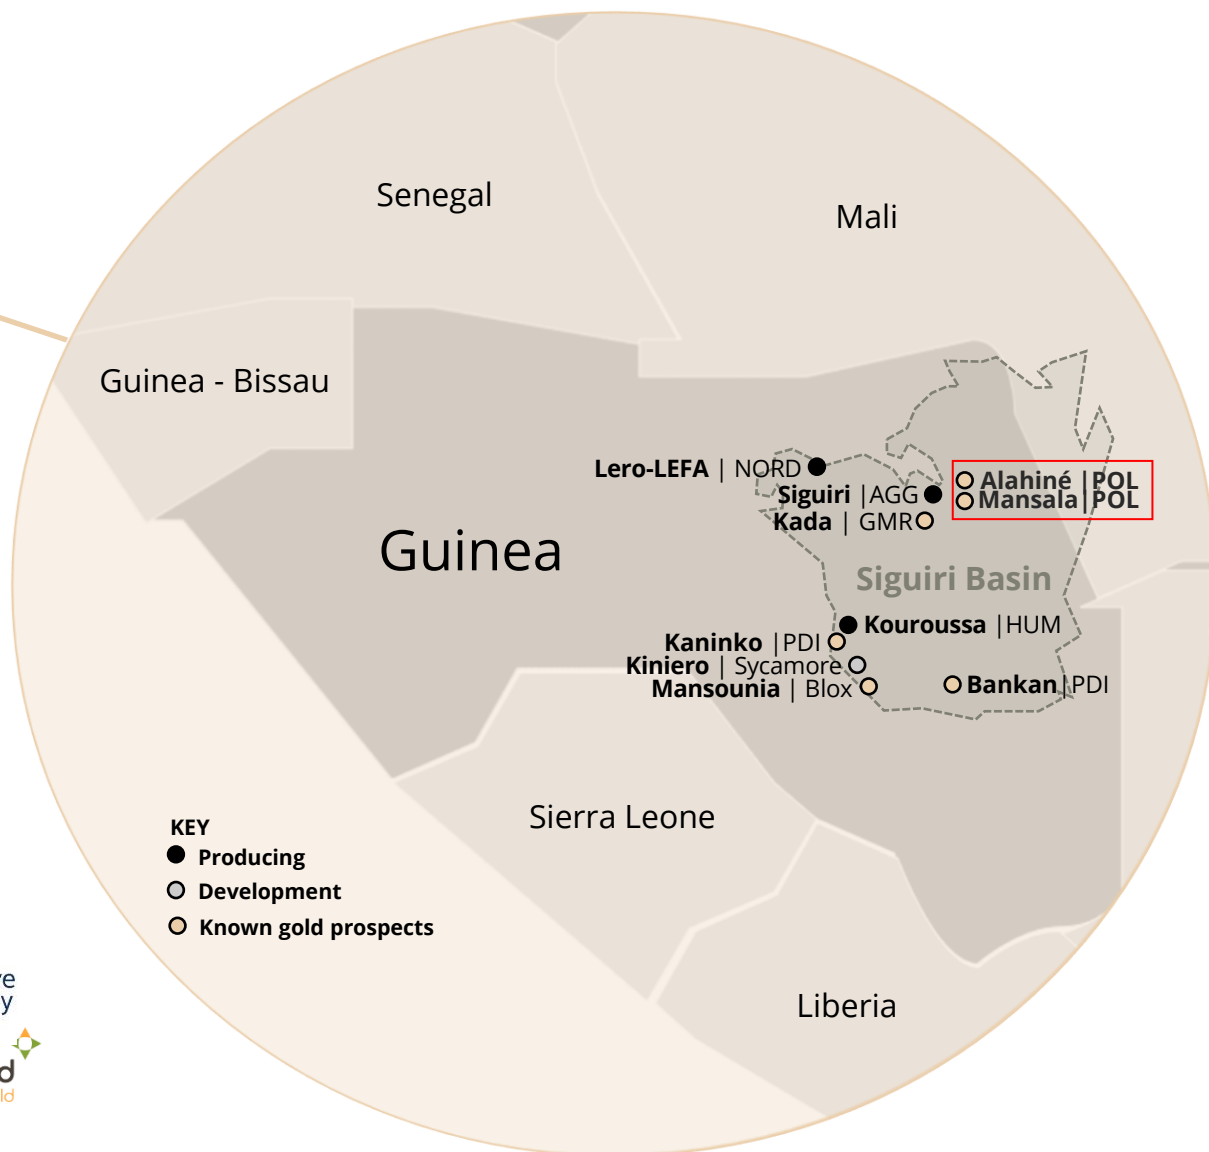 Senegal
Mali
Guinea - Bissau
Lero-LEFA | NORD
Alahiné |POL
Siguiri |AGG
Mansala|POL
Kada | GMR
Guinea
Siguiri Basin
Kouroussa |HUM
Kaninko |PDI
Kiniero | Sycamore
Mansounia | Blox
Bankan|PDI
Sierra Leone
KEY
Producing
Development
Known gold prospects
Liberia